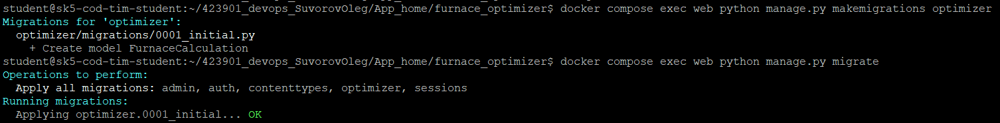 student@sk5-cod-tim-student:~/423901_devops_SuvorovOleg/App_home/furnace_optimizer$ docker compose exec web python manage.py makemigrations optimizer
Migrations for 'optimizer':
  optimizer/migrations/0001_initial.py
    + Create model FurnaceCalculation
student@sk5-cod-tim-student:~/423901_devops_SuvorovOleg/App_home/furnace_optimizer$ docker compose exec web python manage.py migrate
Operations to perform:
  Apply all migrations: admin, auth, contenttypes, optimizer, sessions
Running migrations:
  Applying optimizer.0001_initial... OK